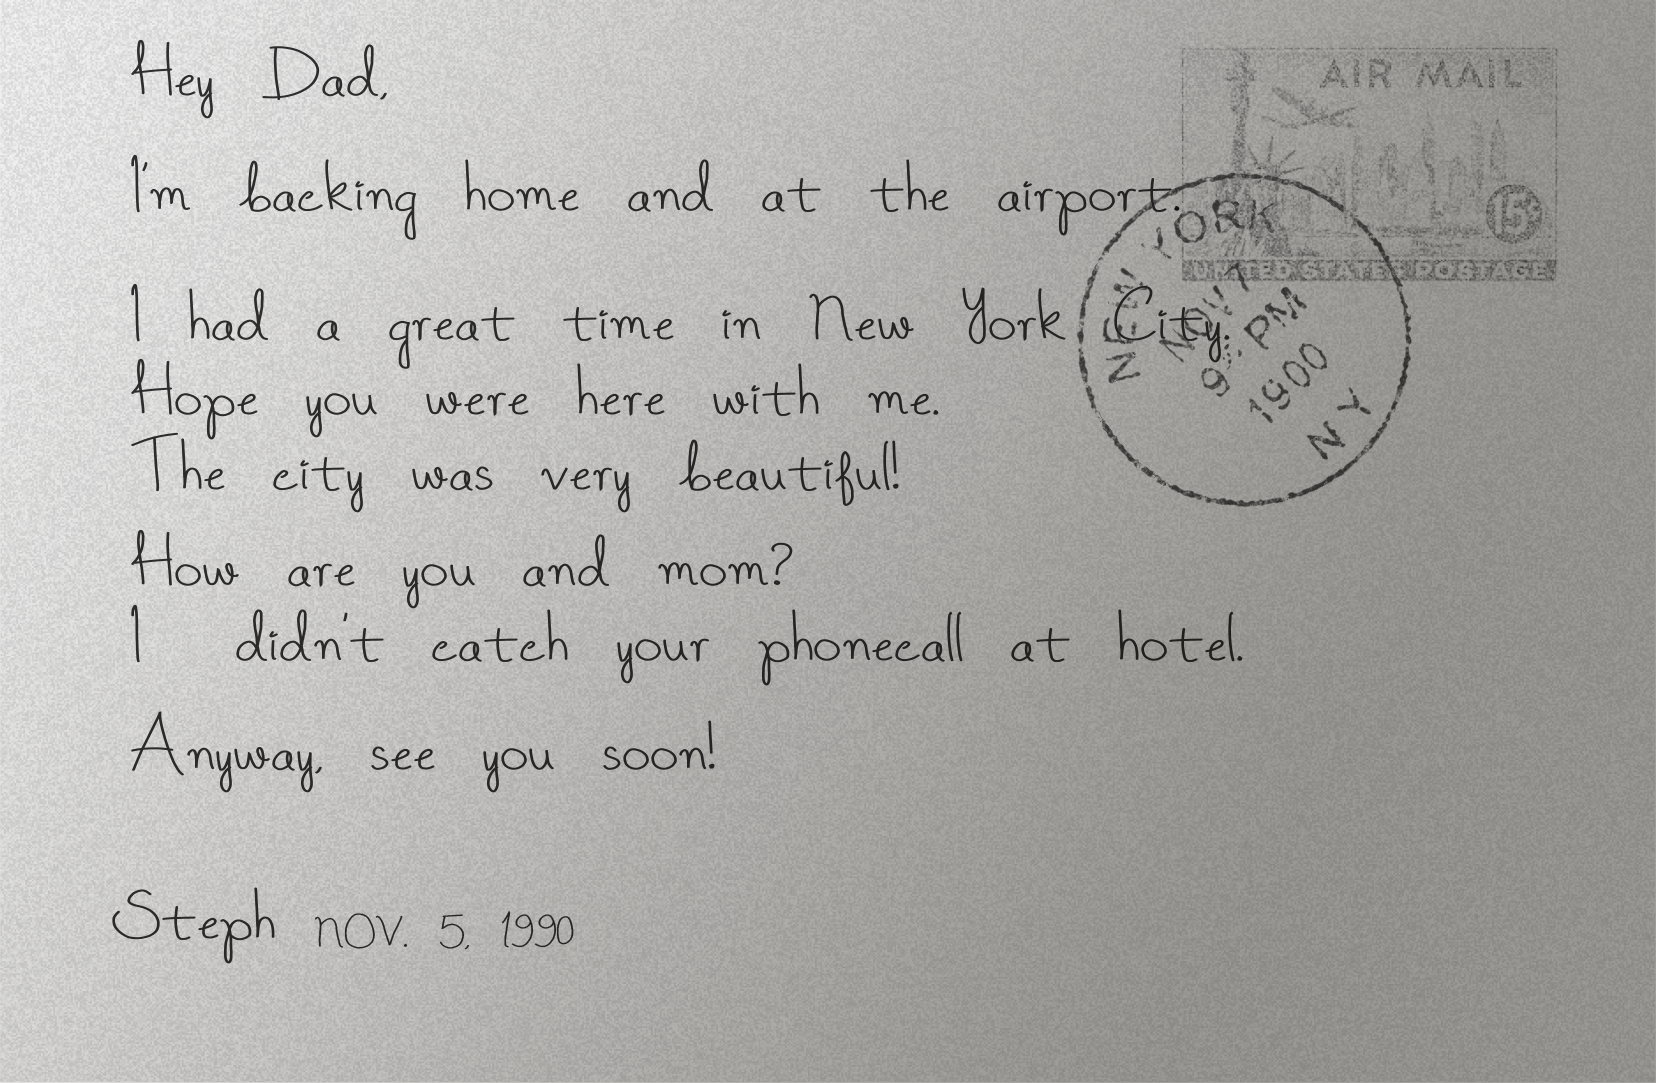 Hey Dad,
I'm backing home and at the airport.
I had a great time in New York City.
Hope you were here with me.
The city was very beautiful!
How are you and mom?
I didn't catch your phonecall at hotel.
Anyway, see you soon!
Steph NOV. 5, 1990
AIR MAIL
15¢
UNITED STATES POSTAGE
NEW YORK
NOV 7
9 PM
1900
N Y